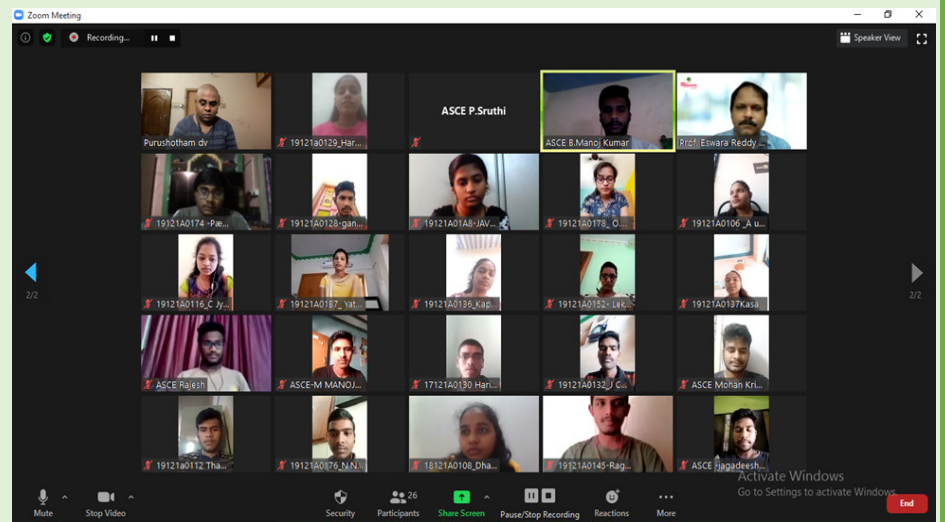 Zoom Meeting
Recording...
Speaker View
ASCE P.Sruthi
Purushotham dv
19121a0129_Har...
ASCE B.Manoj Kumar
Prof. Eswara Reddy ...
19121A0174 -Pæ...
19121A0128-gan...
19121A01A8-JAV...
19121A0178_ O...
19121A0106 _A u...
19121A0116_C Jy...
19121A01B7_ Yat...
19121A0136_Kap...
19121A0152- Lek...
19121A0137Kasa
ASCE Rajesh
ASCE-M MANOJ...
17121A0130 Hari...
19121A0132_J C...
ASCE Mohan Kri...
19121a0112 Tha...
19121A0176_N.N...
18121A0108_Dha...
19121A0145-Rag...
ASCE -jagadeesh...
2/2
2/2
Activate Windows
Go to Settings to activate Windows.
Mute
Stop Video
Security
26
Participants
Share Screen
Pause/Stop Recording
Reactions
More
End